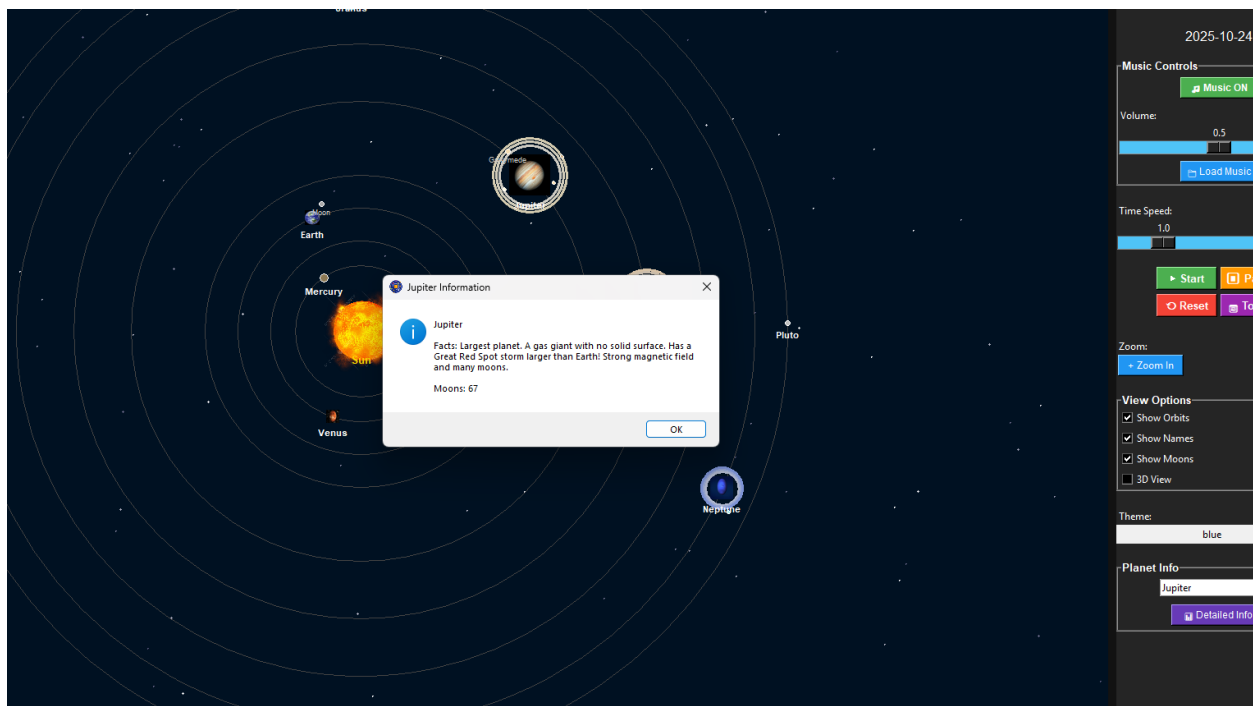 Uranus
2025-10-24
Music Controls
Music ON
Volume:
0.5
Load Music
Time Speed:
1.0
Start
Reset
Zoom:
+ Zoom In
View Options
Show Orbits
Show Names
Show Moons
3D View
Theme:
blue
Planet Info
Jupiter
Detailed Info
Ganymede
Jupiter
Moon
Earth
Mercury
Sun
Venus
Pluto
Neptune
Jupiter Information
Jupiter
Facts: Largest planet. A gas giant with no solid surface. Has a
Great Red Spot storm larger than Earth! Strong magnetic field
and many moons.
Moons: 67
OK